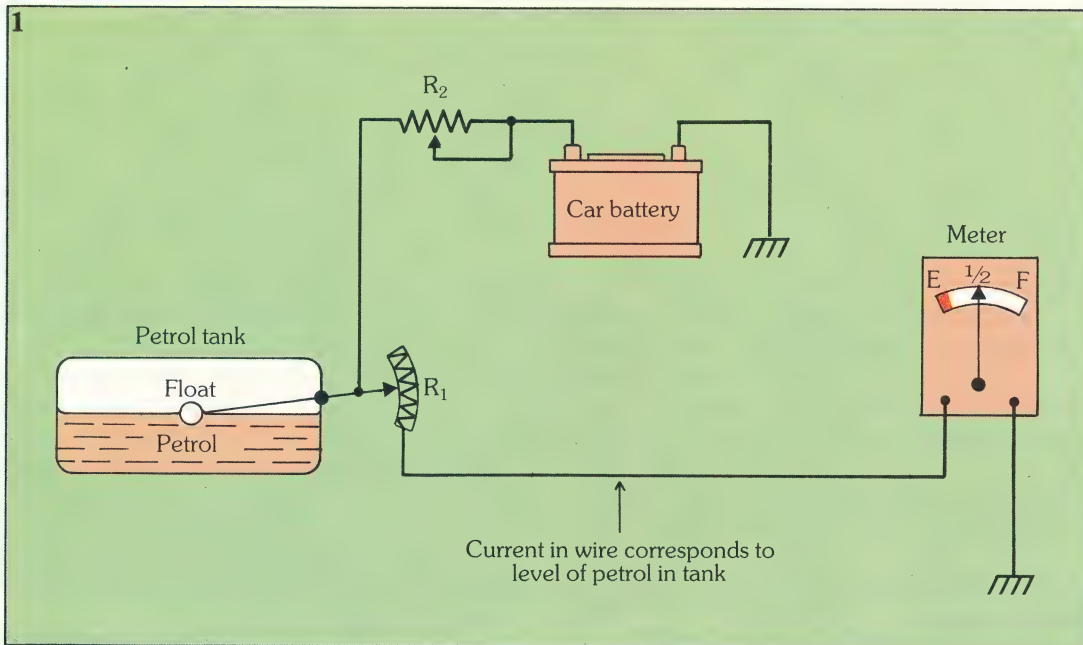 1
R₂
Car battery
Meter
E 1/2 F
Petrol tank
Float
R₁
Petrol
Current in wire corresponds to
level of petrol in tank